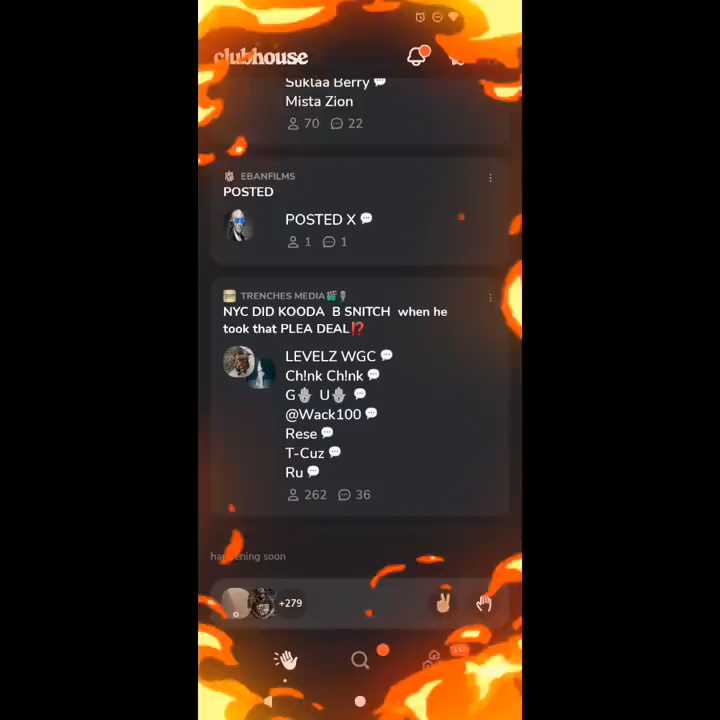 clubhouse
Suklaa Berry
Mista Zion
70 22
EBANFILMS
POSTED
POSTED X
1 1
TRENCHES MEDIA
NYC DID KOODA B SNITCH when he
took that PLEA DEAL⁉️
LEVELZ WGC
Ch!nk Ch!nk
G🖐 U🖐
@Wack100
Rese
T-Cuz
Ru
262 36
happening soon
+279